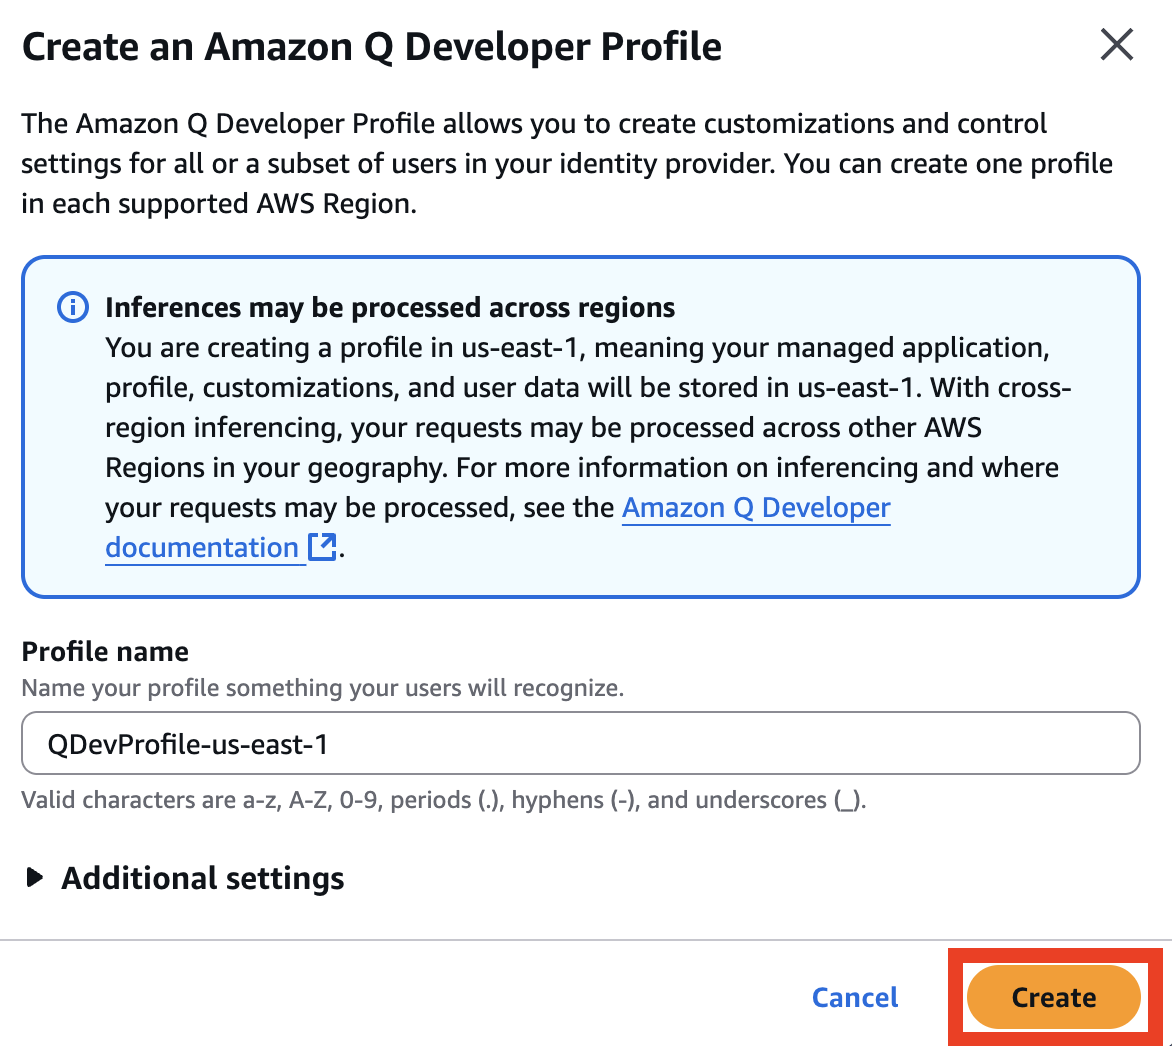 Create an Amazon Q Developer Profile
The Amazon Q Developer Profile allows you to create customizations and control
settings for all or a subset of users in your identity provider. You can create one profile
in each supported AWS Region.
Inferences may be processed across regions
You are creating a profile in us-east-1, meaning your managed application,
profile, customizations, and user data will be stored in us-east-1. With cross-
region inferencing, your requests may be processed across other AWS
Regions in your geography. For more information on inferencing and where
your requests may be processed, see the Amazon Q Developer
documentation.
Profile name
Name your profile something your users will recognize.
QDevProfile-us-east-1
Valid characters are a-z, A-Z, 0-9, periods (.), hyphens (-), and underscores (_).
Additional settings
Cancel Create